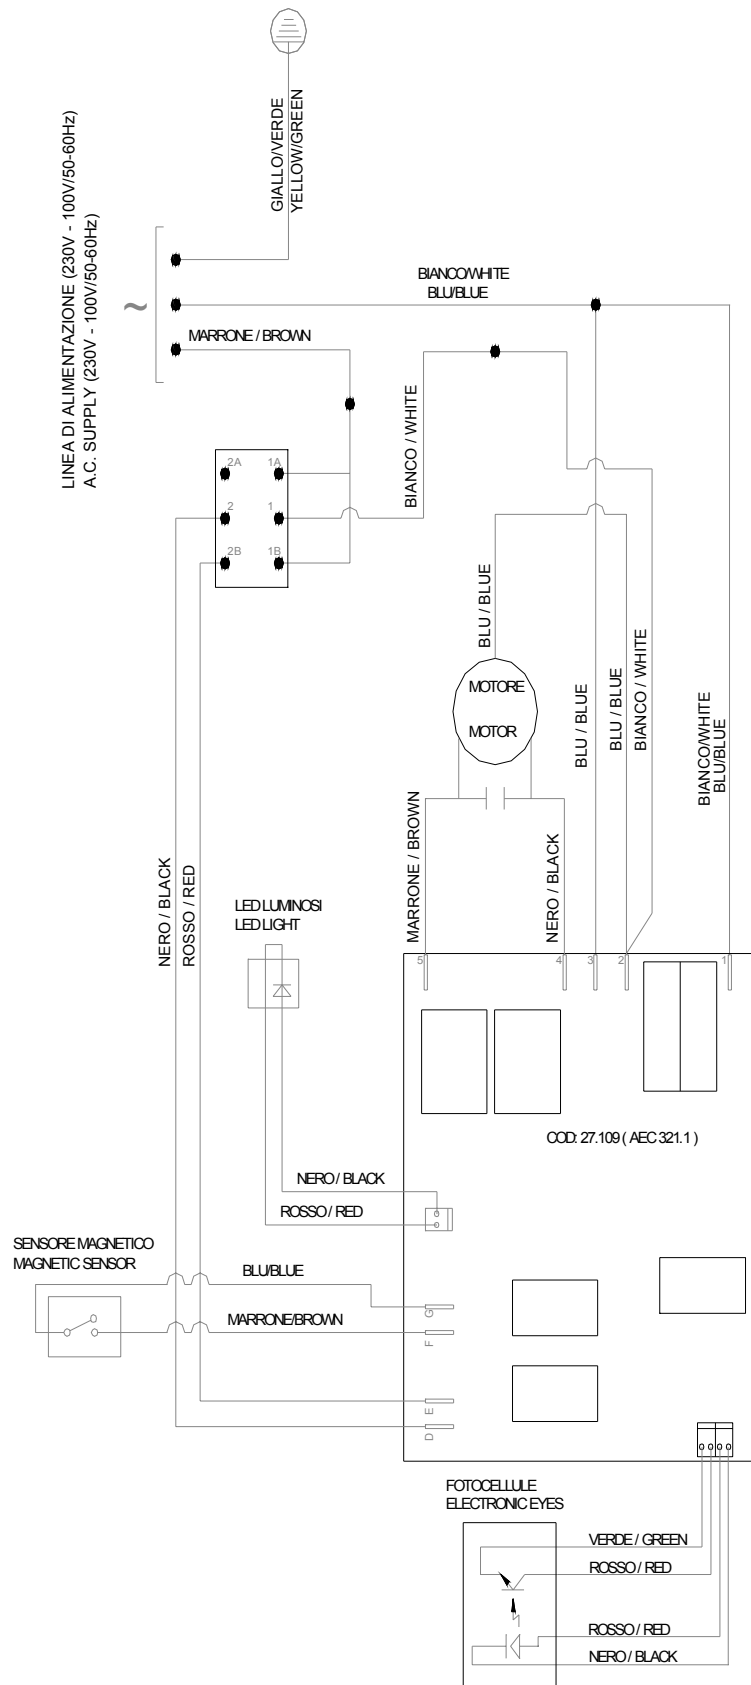 GIALLO/VERDE
YELLOW/GREEN
LINEA DI ALIMENTAZIONE (230V - 100V/50-60Hz)
A.C. SUPPLY (230V - 100V/50-60Hz)
~
BIANCO/WHITE
BLU/BLUE
MARRONE / BROWN
BIANCO / WHITE
2A 1A
2 1
2B 1B
BLU / BLUE
MOTORE
MOTOR
BLU / BLUE
BLU / BLUE
BIANCO / WHITE
BIANCO/WHITE
BLU/BLUE
MARRONE / BROWN
NERO / BLACK
NERO / BLACK
ROSSO / RED
LED LUMINOSI
LED LIGHT
5 4 3 2 1
COD: 27.109 ( AEC 321.1 )
NERO / BLACK
ROSSO / RED
SENSORE MAGNETICO
MAGNETIC SENSOR
BLU/BLUE
MARRONE/BROWN
G
F
E
D
FOTOCELLULE
ELECTRONIC EYES
VERDE / GREEN
ROSSO / RED
ROSSO / RED
NERO / BLACK